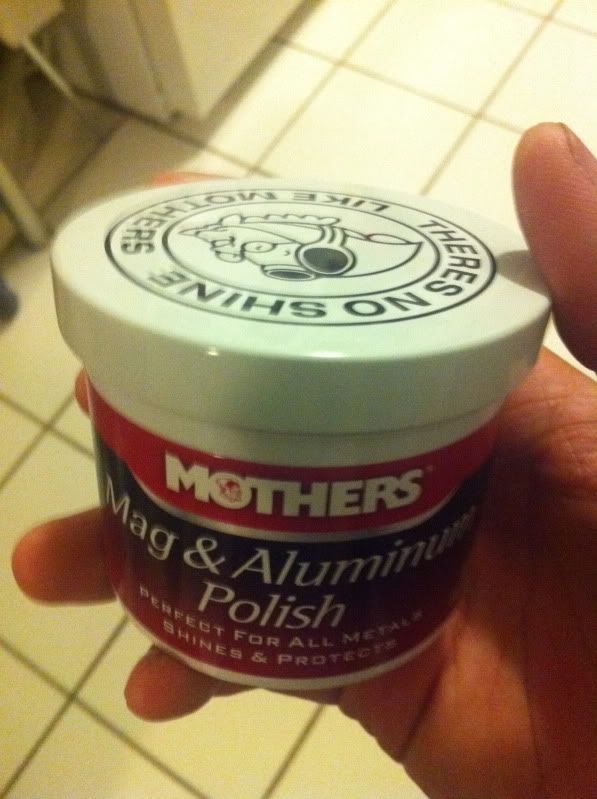 THERES NO SHINE
LIKE MOTHERS
MOTHERS
Mag & Aluminum
Polish
PERFECT FOR ALL METALS
SHINES & PROTECTS